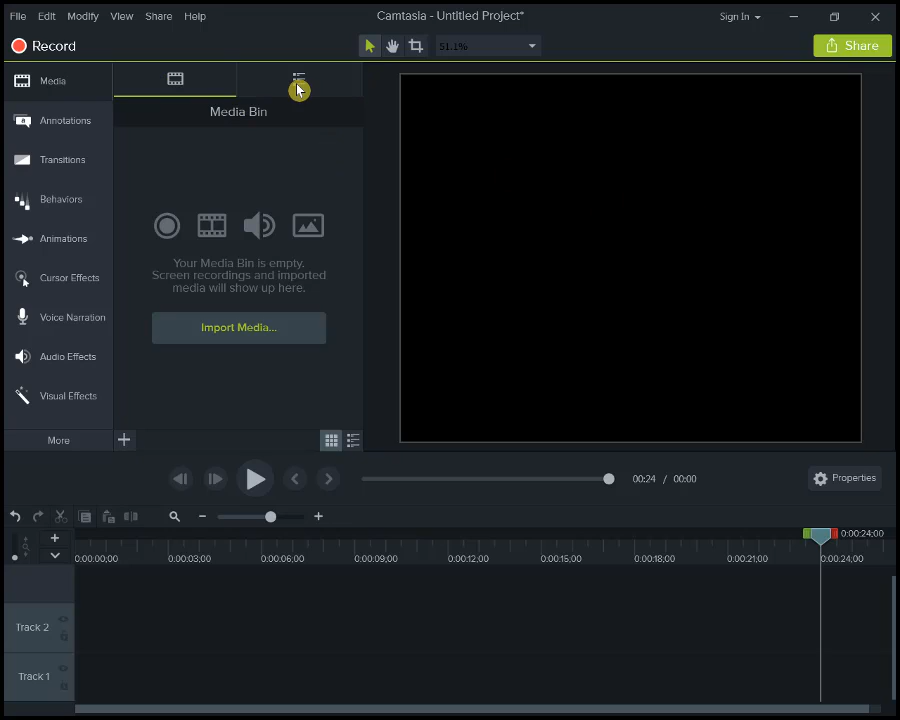 File Edit Modify View Share Help
Camtasia - Untitled Project*
Sign In
Record
51.1%
Share
Media
Annotations
Transitions
Behaviors
Animations
Cursor Effects
Voice Narration
Audio Effects
Visual Effects
More
Media Bin
Your Media Bin is empty.
Screen recordings and imported
media will show up here.
Import Media...
00:24 / 00:00
Properties
0:00:24;00
0:00:00;00 0:00:03;00 0:00:06;00 0:00:09;00 0:00:12;00 0:00:15;00 0:00:18;00 0:00:21;00 0:00:24;00
Track 2
Track 1